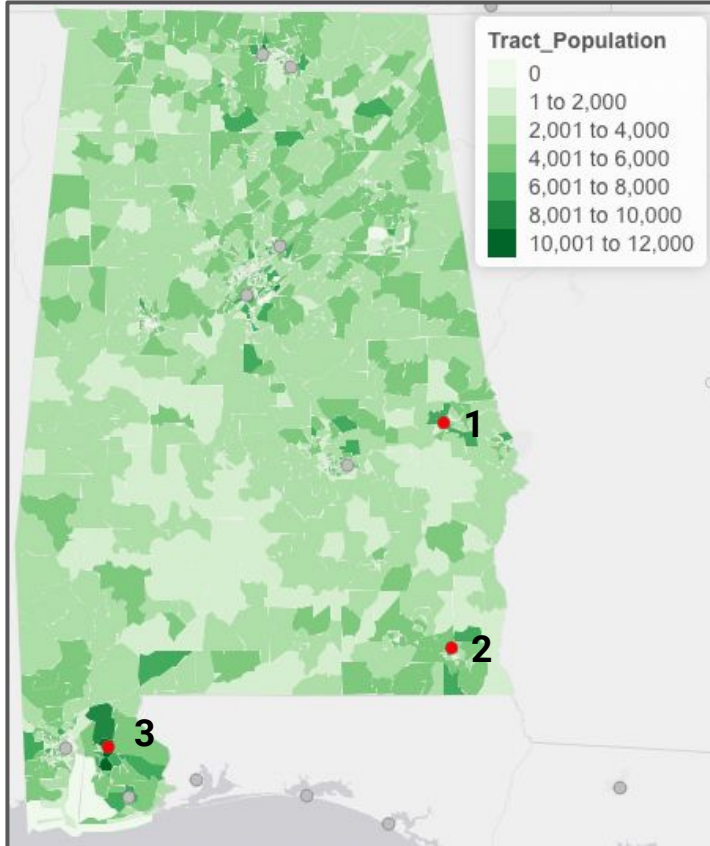 Tract_Population
0
1 to 2,000
2,001 to 4,000
4,001 to 6,000
6,001 to 8,000
8,001 to 10,000
10,001 to 12,000
1
2
3